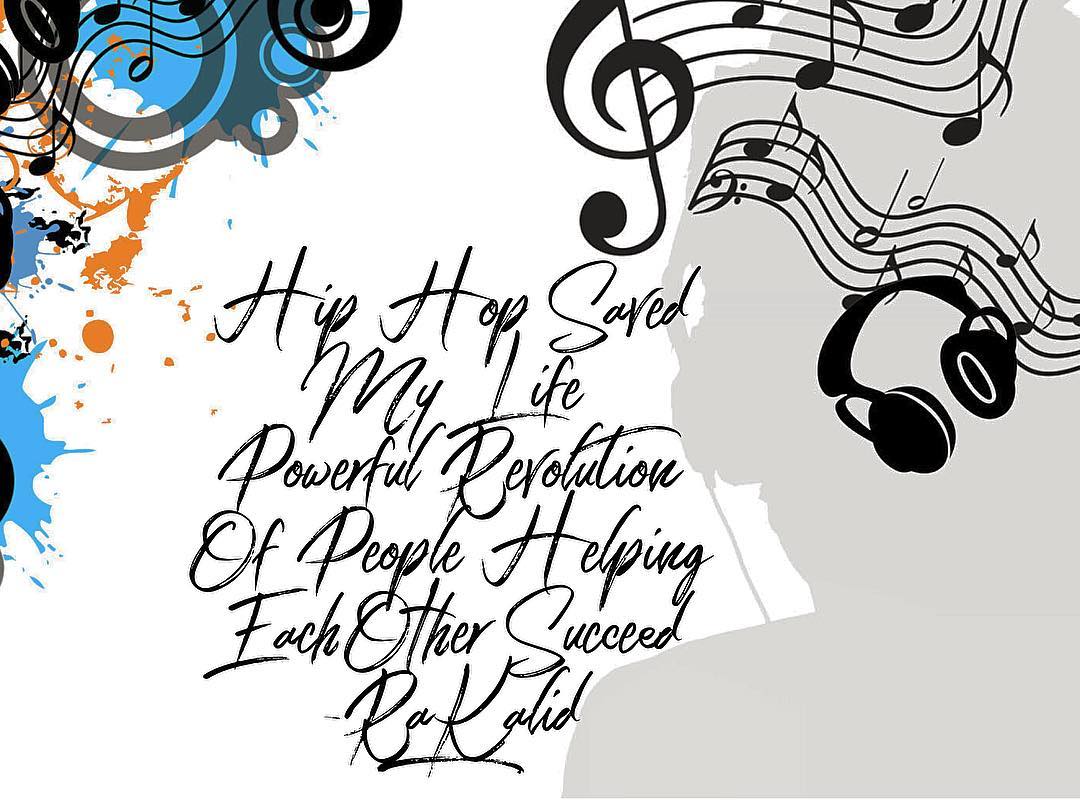 Hip Hop Saved
My Life
Powerful Revolution
Of People Helping
Each Other Succeed
-RaKalid